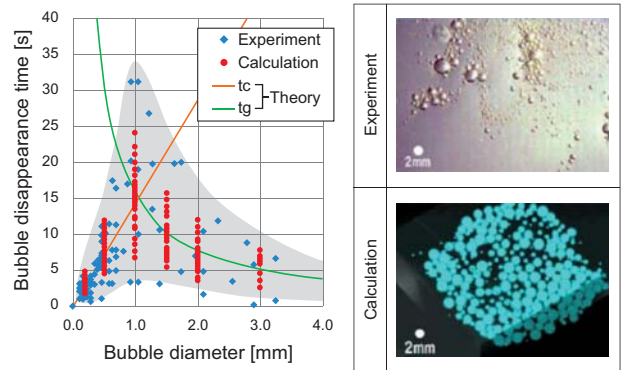 Bubble disappearance time [s]
40
35
30
25
20
15
10
5
0
0.0 1.0 2.0 3.0 4.0
Bubble diameter [mm]
Experiment
Calculation
tc
tg
Theory
Experiment
2mm
Calculation
2mm